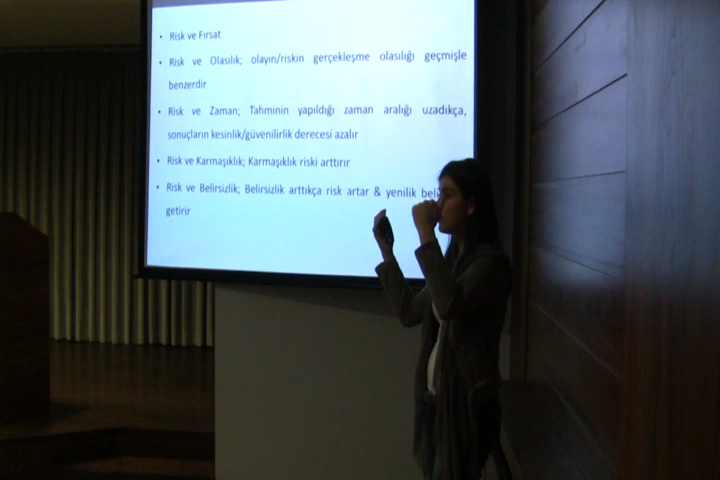 • Risk ve Fırsat
• Risk ve Olasılık; olayın/riskin gerçekleşme olasılığı geçmişle
benzerdir
• Risk ve Zaman; Tahminin yapıldığı zaman aralığı uzadıkça,
sonuçların kesinlik/güvenilirlik derecesi azalır
• Risk ve Karmaşıklık; Karmaşıklık riski arttırır
• Risk ve Belirsizlik; Belirsizlik arttıkça risk artar & yenilik
getirir